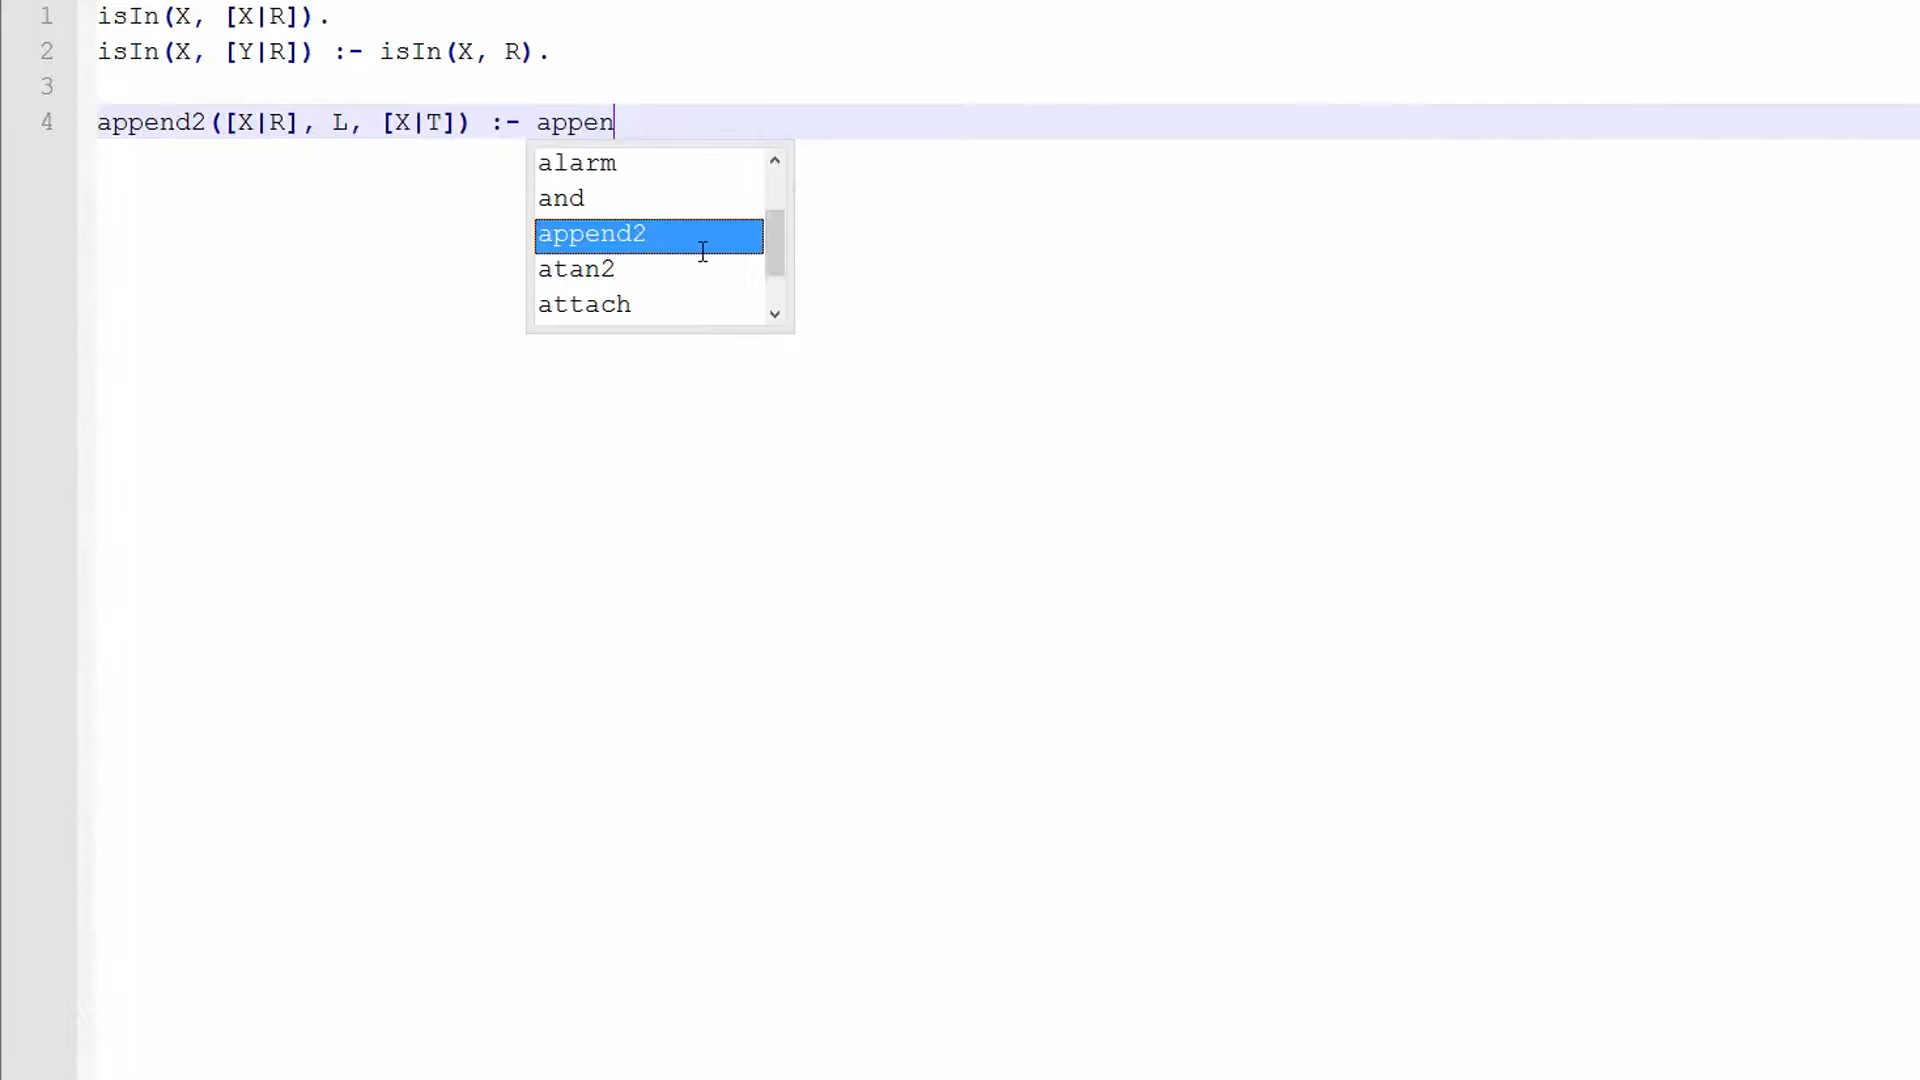 1 isIn(X, [X|R]).
2 isIn(X, [Y|R]) :- isIn(X, R).
3
4 append2([X|R], L, [X|T]) :- appen
alarm
and
append2
atan2
attach